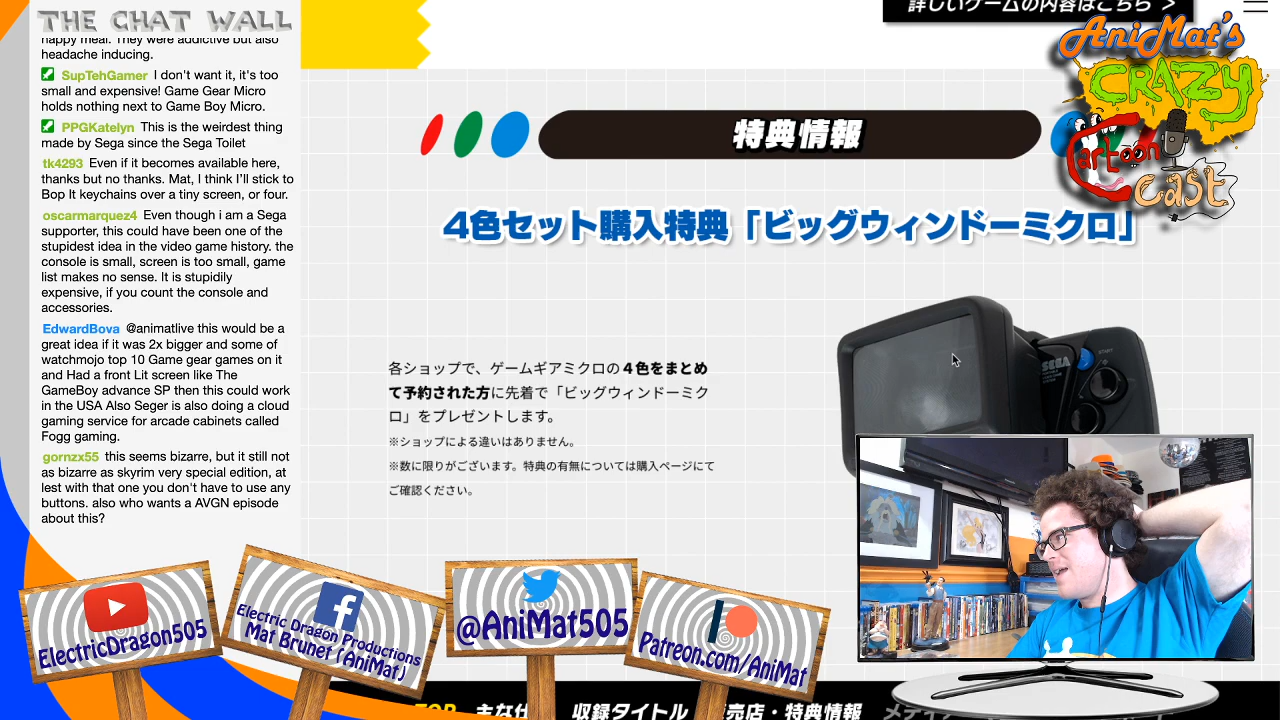 THE CHAT WALL
happy meal. They were addictive but also
headache inducing.
SupTehGamer I don't want it, it's too
small and expensive! Game Gear Micro
holds nothing next to Game Boy Micro.
PPGKatelyn This is the weirdest thing
made by Sega since the Sega Toilet
tk4293 Even if it becomes available here,
thanks but no thanks. Mat, I think I'll stick to
Bop It keychains over a tiny screen, or four.
oscarmarquez4 Even though i am a Sega
supporter, this could have been one of the
stupidest idea in the video game history. the
console is small, screen is too small, game
list makes no sense. It is stupidily
expensive, if you count the console and
accessories.
EdwardBova @animatlive this would be a
great idea if it was 2x bigger and some of
watchmojo top 10 Game gear games on it
and Had a front Lit screen like The
GameBoy advance SP then this could work
in the USA Also Seger is also doing a cloud
gaming service for arcade cabinets called
Fogg gaming.
gornzx55 this seems bizarre, but it still not
as bizarre as skyrim very special edition, at
lest with that one you don't have to use any
buttons. also who wants a AVGN episode
about this?
詳しいゲームの内容はこちら >
AniMat's
CRAZY
Cartoon
Cast
特典情報
4色セット購入特典「ビッグウィンドーミクロ」
各ショップで、ゲームギアミクロの4色をまとめ
て予約された方に先着で「ビッグウィンドーミク
ロ」をプレゼントします。
※ショップによる違いはありません。
※数に限りがございます。特典の有無については購入ページにて
ご確認ください。
SEGA
START
ElectricDragon505
Electric Dragon Productions
Mat Brunet (AniMat)
@AniMat505
Patreon.com/AniMat
TOP 主な仕 収録タイトル 売店・特典情報 メディ